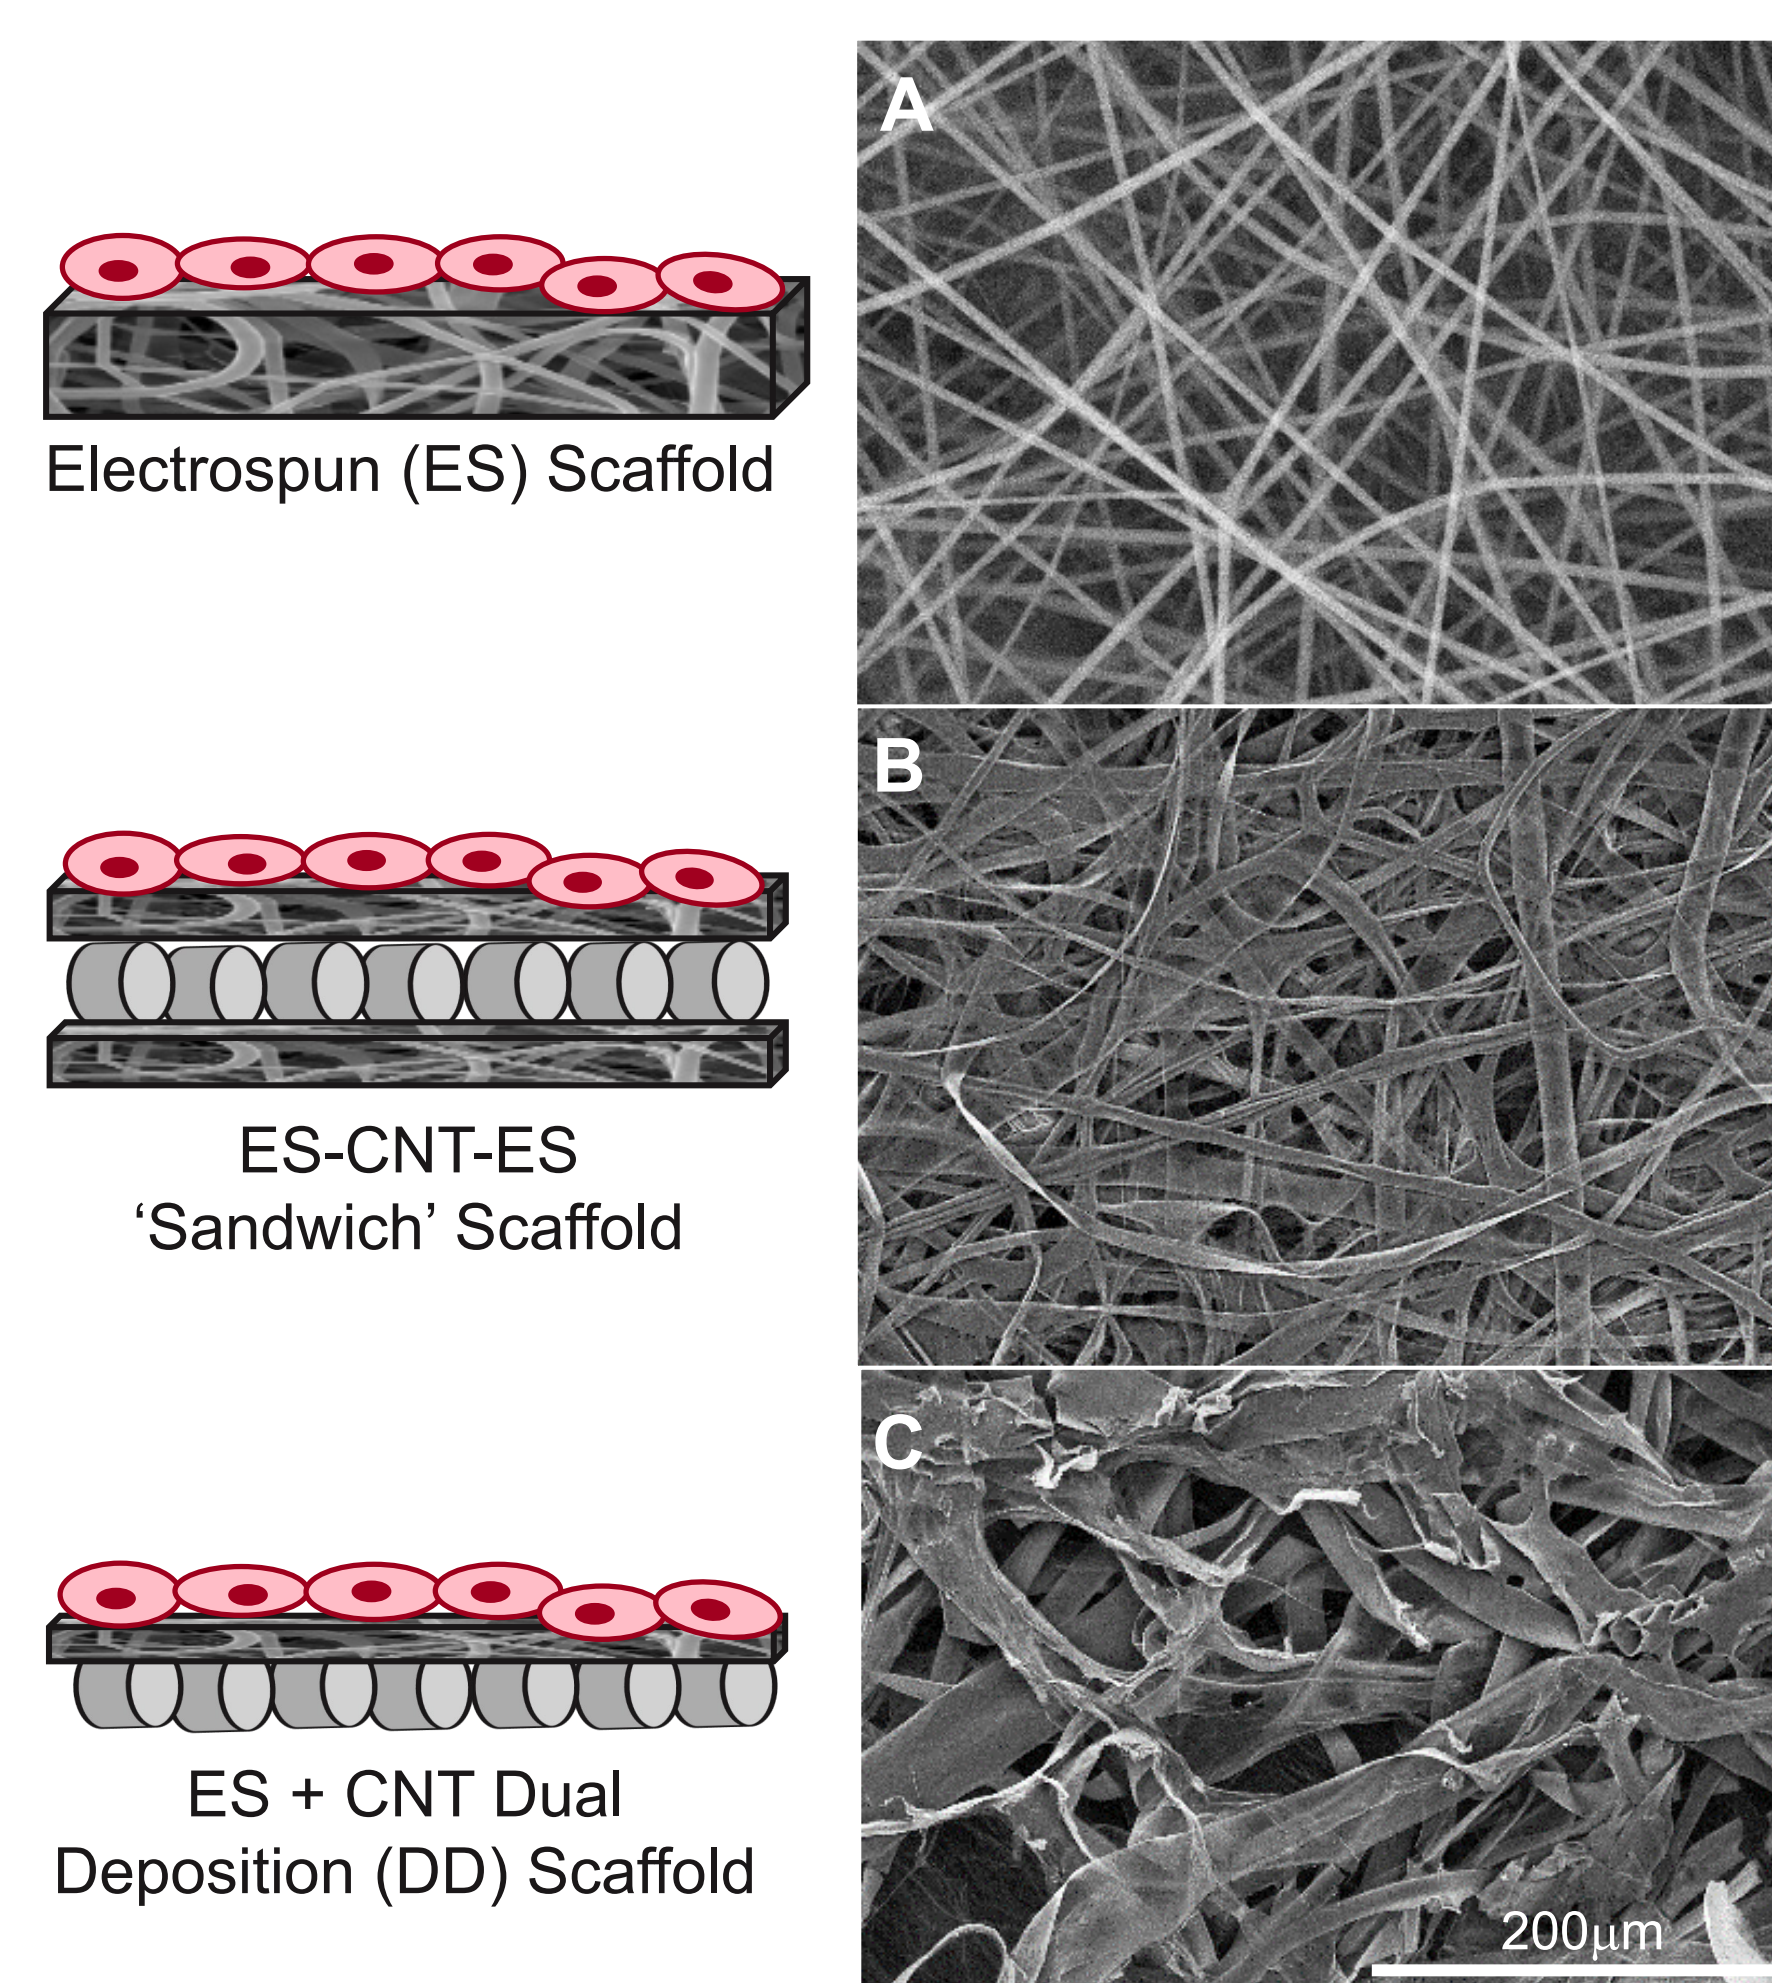 A
Electrospun (ES) Scaffold
B
ES-CNT-ES
‘Sandwich’ Scaffold
C
ES + CNT Dual
Deposition (DD) Scaffold
200μm